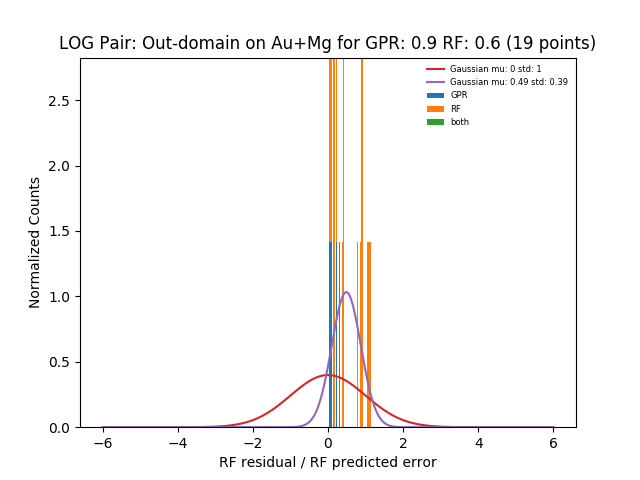 LOG Pair: Out-domain on Au+Mg for GPR: 0.9 RF: 0.6 (19 points)
Gaussian mu: 0 std: 1
Gaussian mu: 0.49 std: 0.39
GPR
RF
both
Normalized Counts
2.5
2.0
1.5
1.0
0.5
0.0
−6 −4 −2 0 2 4 6
RF residual / RF predicted error